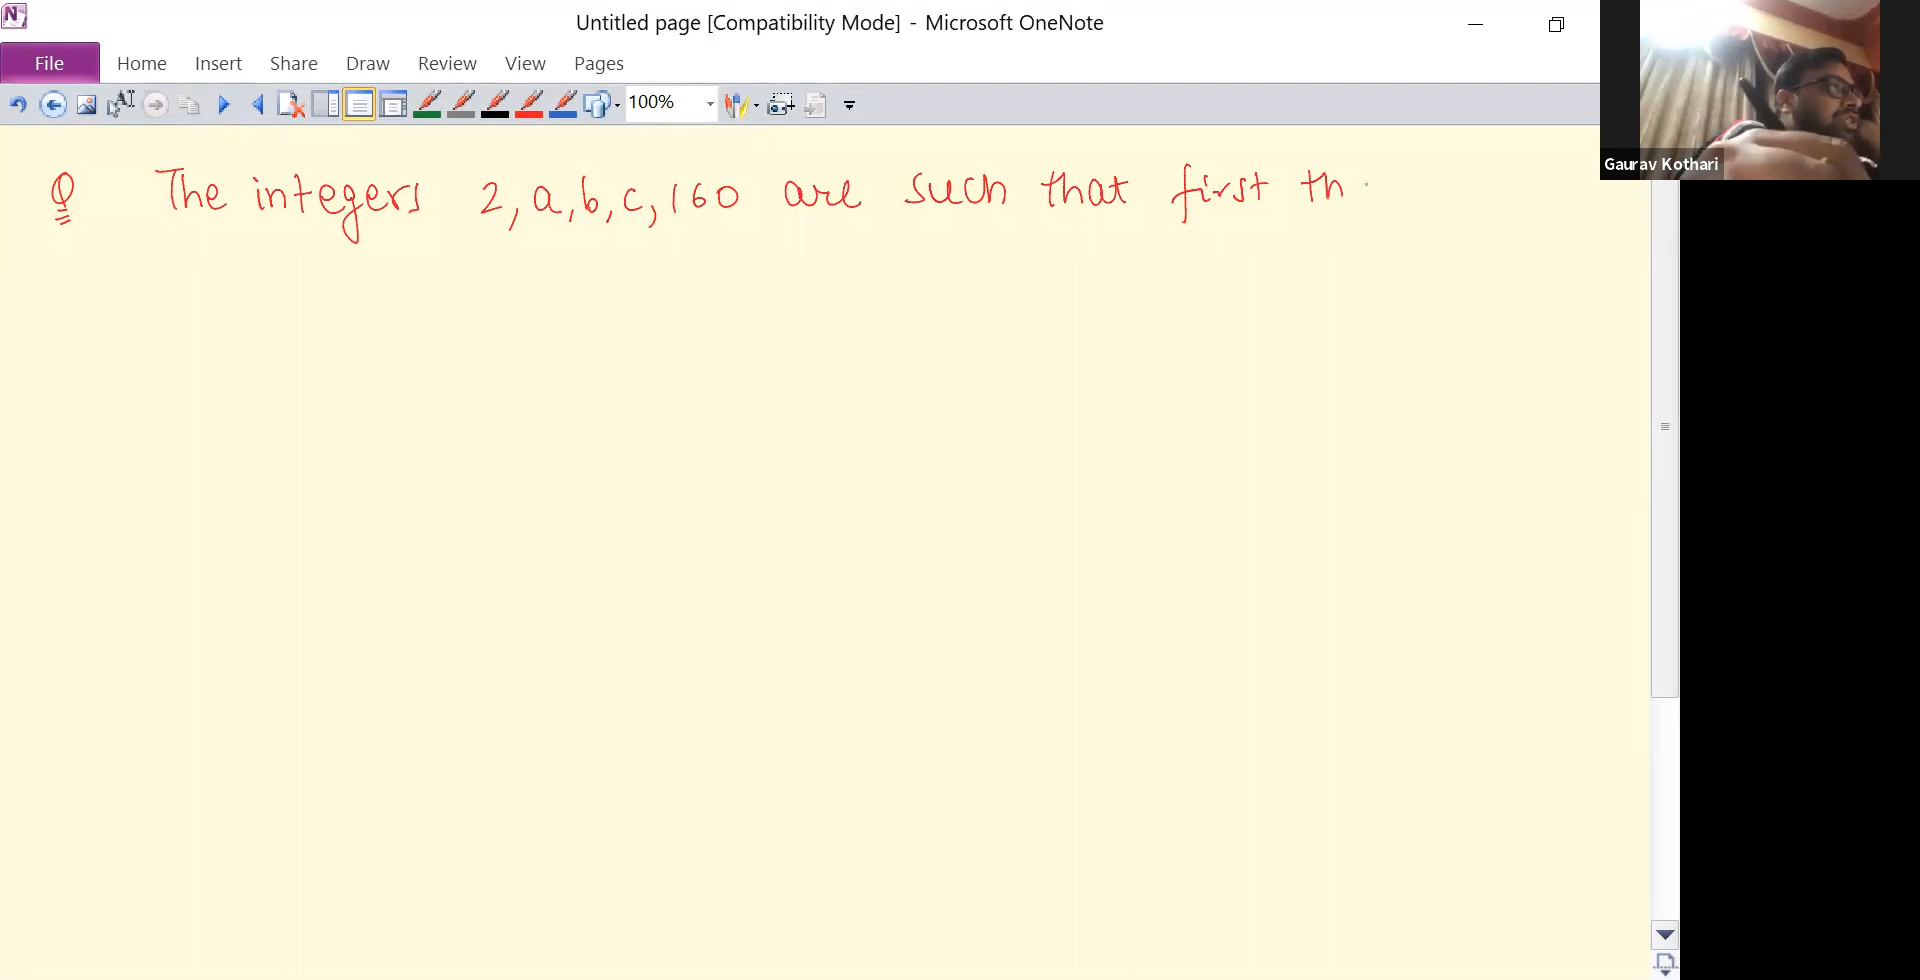 Untitled page [Compatibility Mode] - Microsoft OneNote
File Home Insert Share Draw Review View Pages
100%
Gaurav Kothari
Q The integers 2, a, b, c, 160 are such that first th